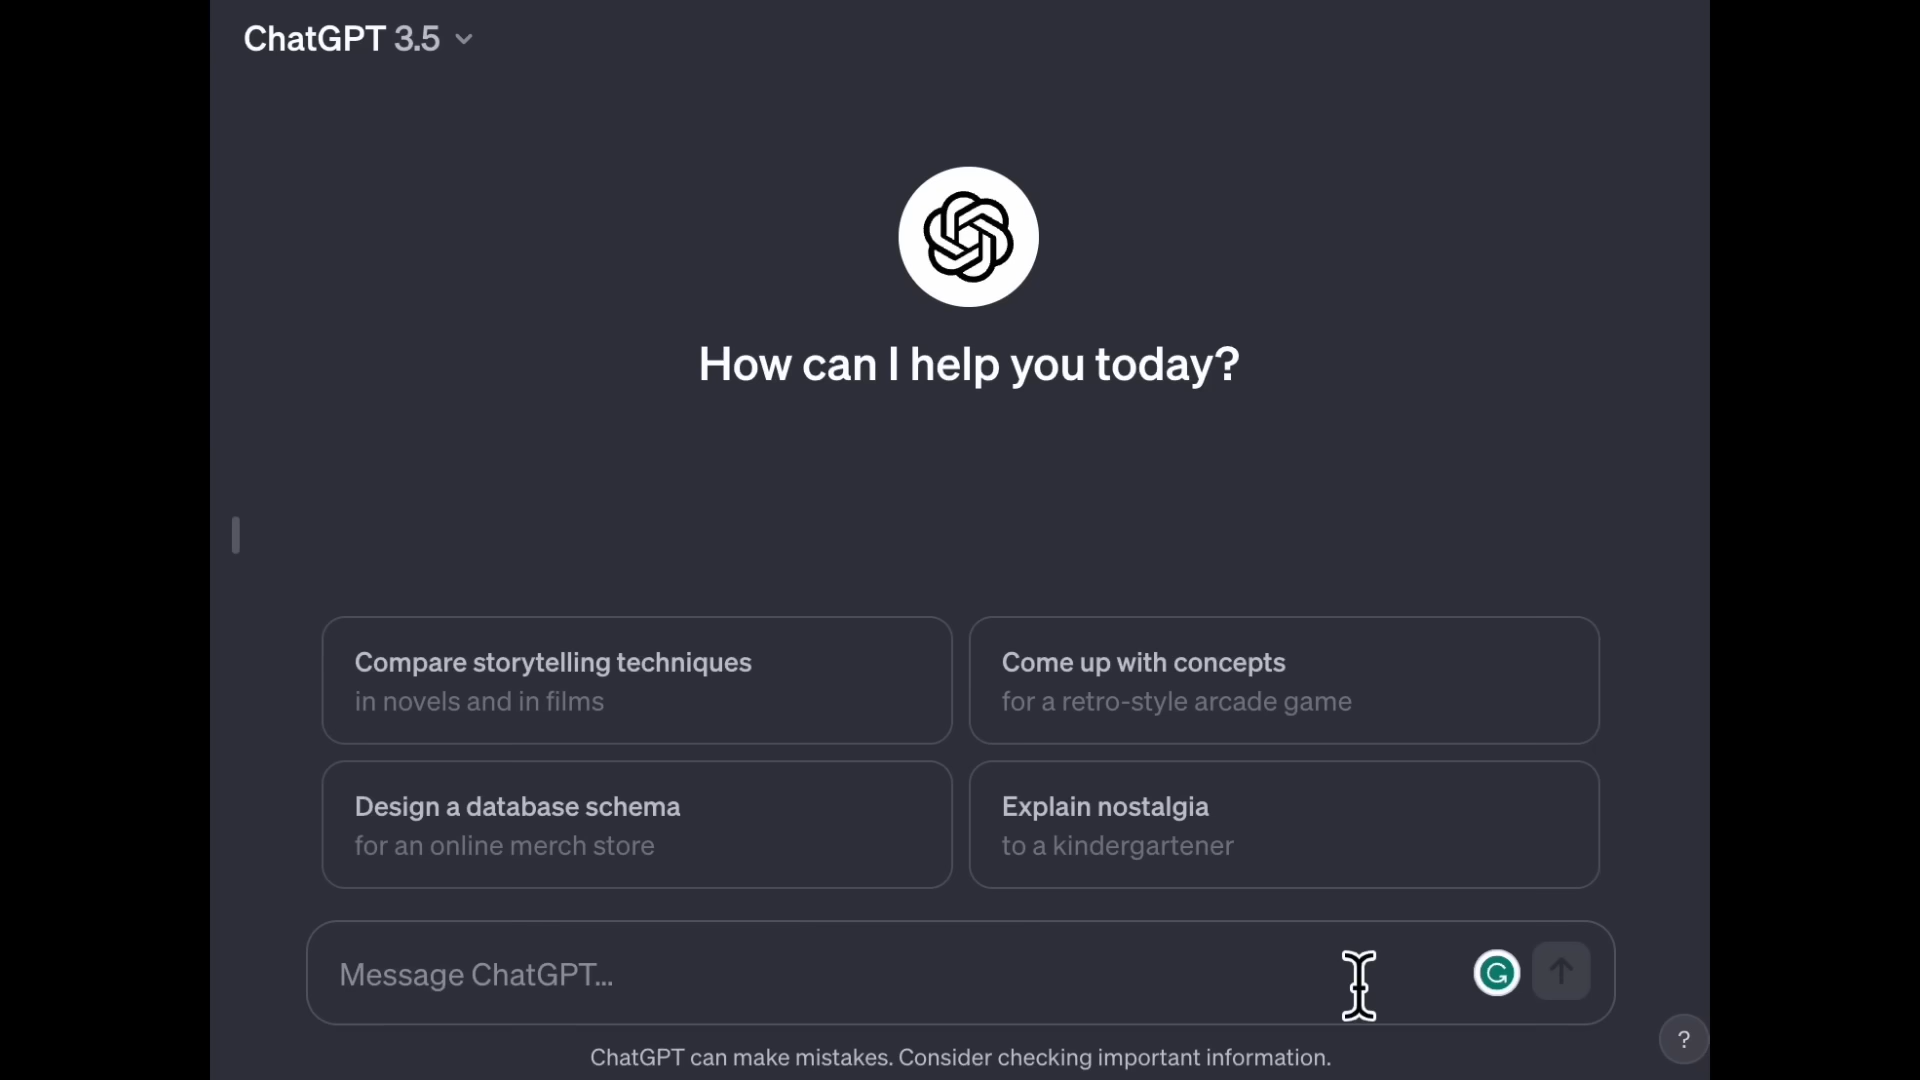 ChatGPT 3.5
How can I help you today?
Compare storytelling techniques
in novels and in films
Come up with concepts
for a retro-style arcade game
Design a database schema
for an online merch store
Explain nostalgia
to a kindergartener
Message ChatGPT...
?
ChatGPT can make mistakes. Consider checking important information.